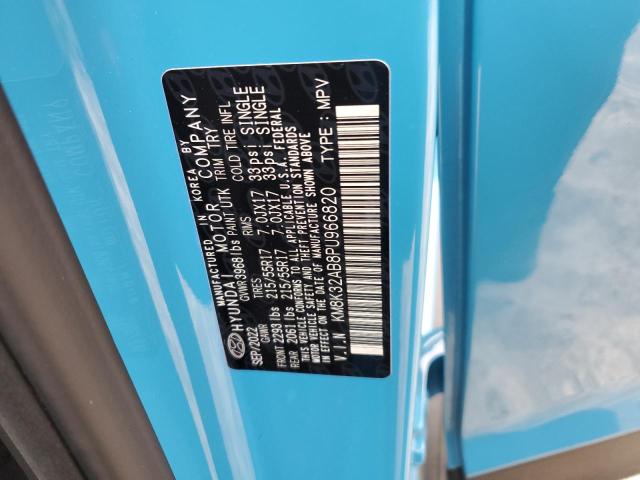 MANUFACTURED IN KOREA BY
HYUNDAI MOTOR COMPANY
SEP/2022 GVWR 3968 lbs PAINT UTK TRIM TRY
GAWR TIRES RIMS COLD TIRE INFL
FRONT 2293 lbs 215/55R17 7.0JX17 33psi SINGLE
REAR 2061 lbs 215/55R17 7.0JX17 33psi SINGLE
THIS VEHICLE CONFORMS TO ALL APPLICABLE U.S.A. FEDERAL
MOTOR VEHICLE SAFETY AND THEFT PREVENTION STANDARDS
IN EFFECT ON THE DATE OF MANUFACTURE SHOWN ABOVE
V.I.N KM8K32AB8PU966820 TYPE: MPV